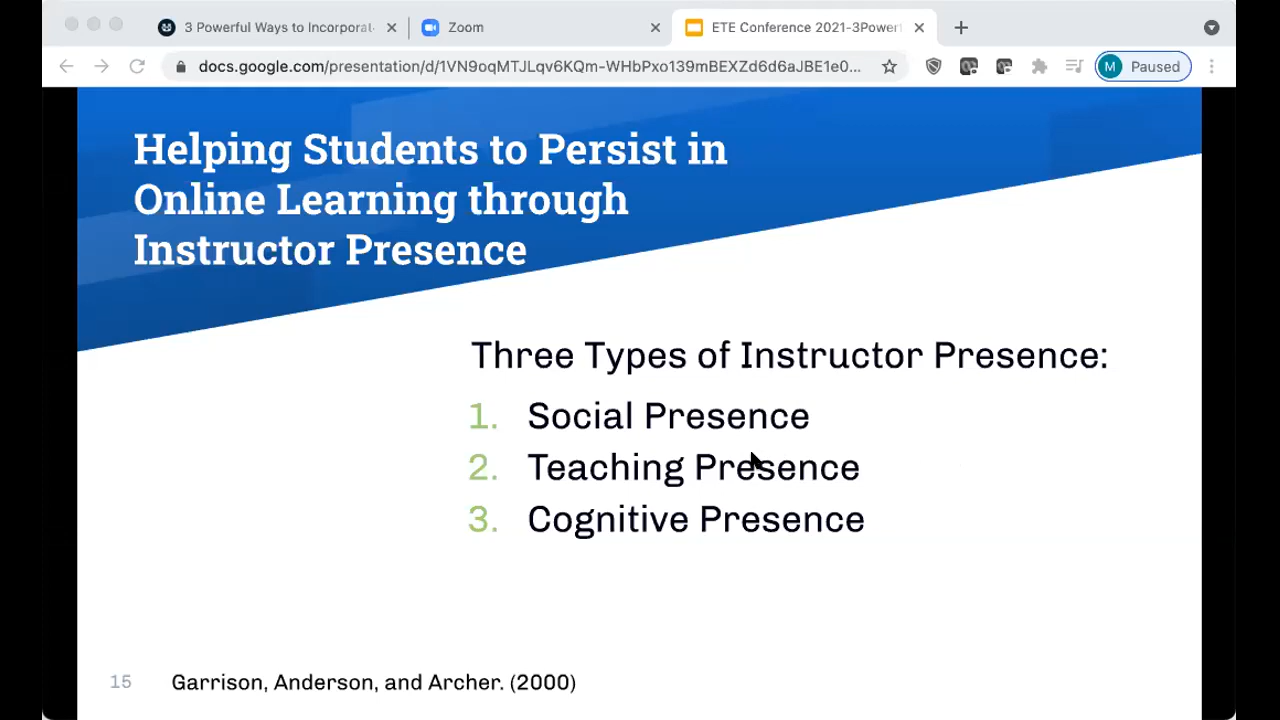 3 Powerful Ways to Incorporat
Zoom
ETE Conference 2021-3Powerf
docs.google.com/presentation/d/1VN9oqMTJLqv6KQm-WHbPxo139mBEXZd6d6aJBE1e0...
M
Paused
Helping Students to Persist in
Online Learning through
Instructor Presence
Three Types of Instructor Presence:
1. Social Presence
2. Teaching Presence
3. Cognitive Presence
15
Garrison, Anderson, and Archer. (2000)